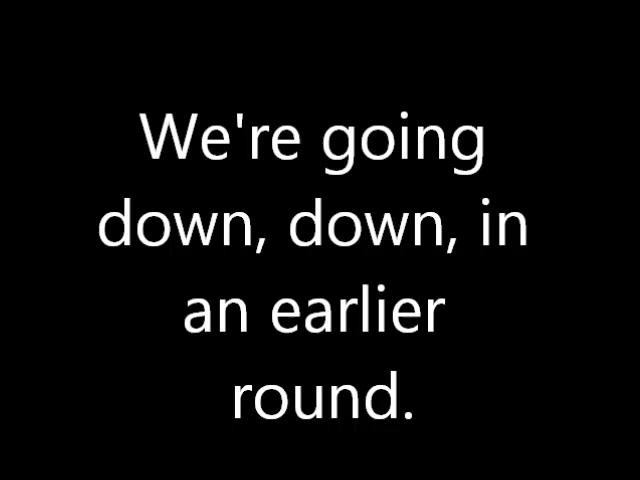 We're going
down, down, in
an earlier
round.